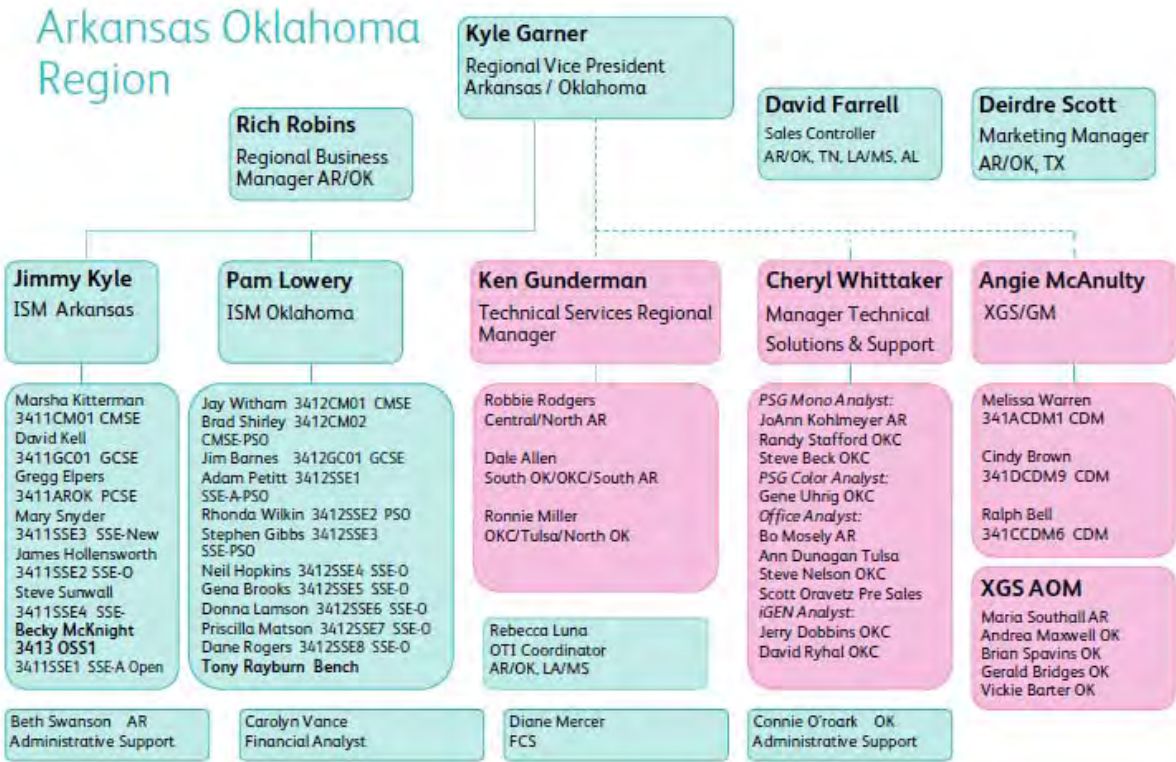 Arkansas Oklahoma
Region
Kyle Garner
Regional Vice President
Arkansas / Oklahoma
Rich Robins
Regional Business
Manager AR/OK
David Farrell
Sales Controller
AR/OK, TN, LA/MS, AL
Deirdre Scott
Marketing Manager
AR/OK, TX
Jimmy Kyle
ISM Arkansas
Pam Lowery
ISM Oklahoma
Ken Gunderman
Technical Services Regional
Manager
Cheryl Whittaker
Manager Technical
Solutions & Support
Angie McAnulty
XGS/GM
Marsha Kitterman
3411CM01 CMSE
David Kell
3411GC01 GCSE
Gregg Elpers
3411AROK PCSE
Mary Snyder
3411SSE3 SSE-New
James Hollensworth
3411SSE2 SSE-O
Steve Sunwall
3411SSE4 SSE-
Becky McKnight
3413 OSS1
3411SSE1 SSE-A Open
Jay Witham 3412CM01 CMSE
Brad Shirley 3412CM02
CMSE-PSO
Jim Barnes 3412GC01 GCSE
Adam Petitt 3412SSE1
SSE-A-PSO
Rhonda Wilkin 3412SSE2 PSO
Stephen Gibbs 3412SSE3
SSE-PSO
Neil Hopkins 3412SSE4 SSE-O
Gena Brooks 3412SSE5 SSE-O
Donna Lamson 3412SSE6 SSE-O
Priscilla Matson 3412SSE7 SSE-O
Dane Rogers 3412SSE8 SSE-O
Tony Rayburn Bench
Robbie Rodgers
Central/North AR
Dale Allen
South OK/OKC/South AR
Ronnie Miller
OKC/Tulsa/North OK
Rebecca Luna
OTI Coordinator
AR/OK, LA/MS
PSG Mono Analyst:
JoAnn Kohlmeyer AR
Randy Stafford OKC
Steve Beck OKC
PSG Color Analyst:
Gene Uhrig OKC
Office Analyst:
Bo Mosely AR
Ann Dunagan Tulsa
Steve Nelson OKC
Scott Oravetz Pre Sales
iGEN Analyst:
Jerry Dobbins OKC
David Ryhal OKC
Melissa Warren
341ACDM1 CDM
Cindy Brown
341DCDM9 CDM
Ralph Bell
341CCDM6 CDM
XGS AOM
Maria Southall AR
Andrea Maxwell OK
Brian Spavins OK
Gerald Bridges OK
Vickie Barter OK
Beth Swanson AR
Administrative Support
Carolyn Vance
Financial Analyst
Diane Mercer
FCS
Connie O'roark OK
Administrative Support